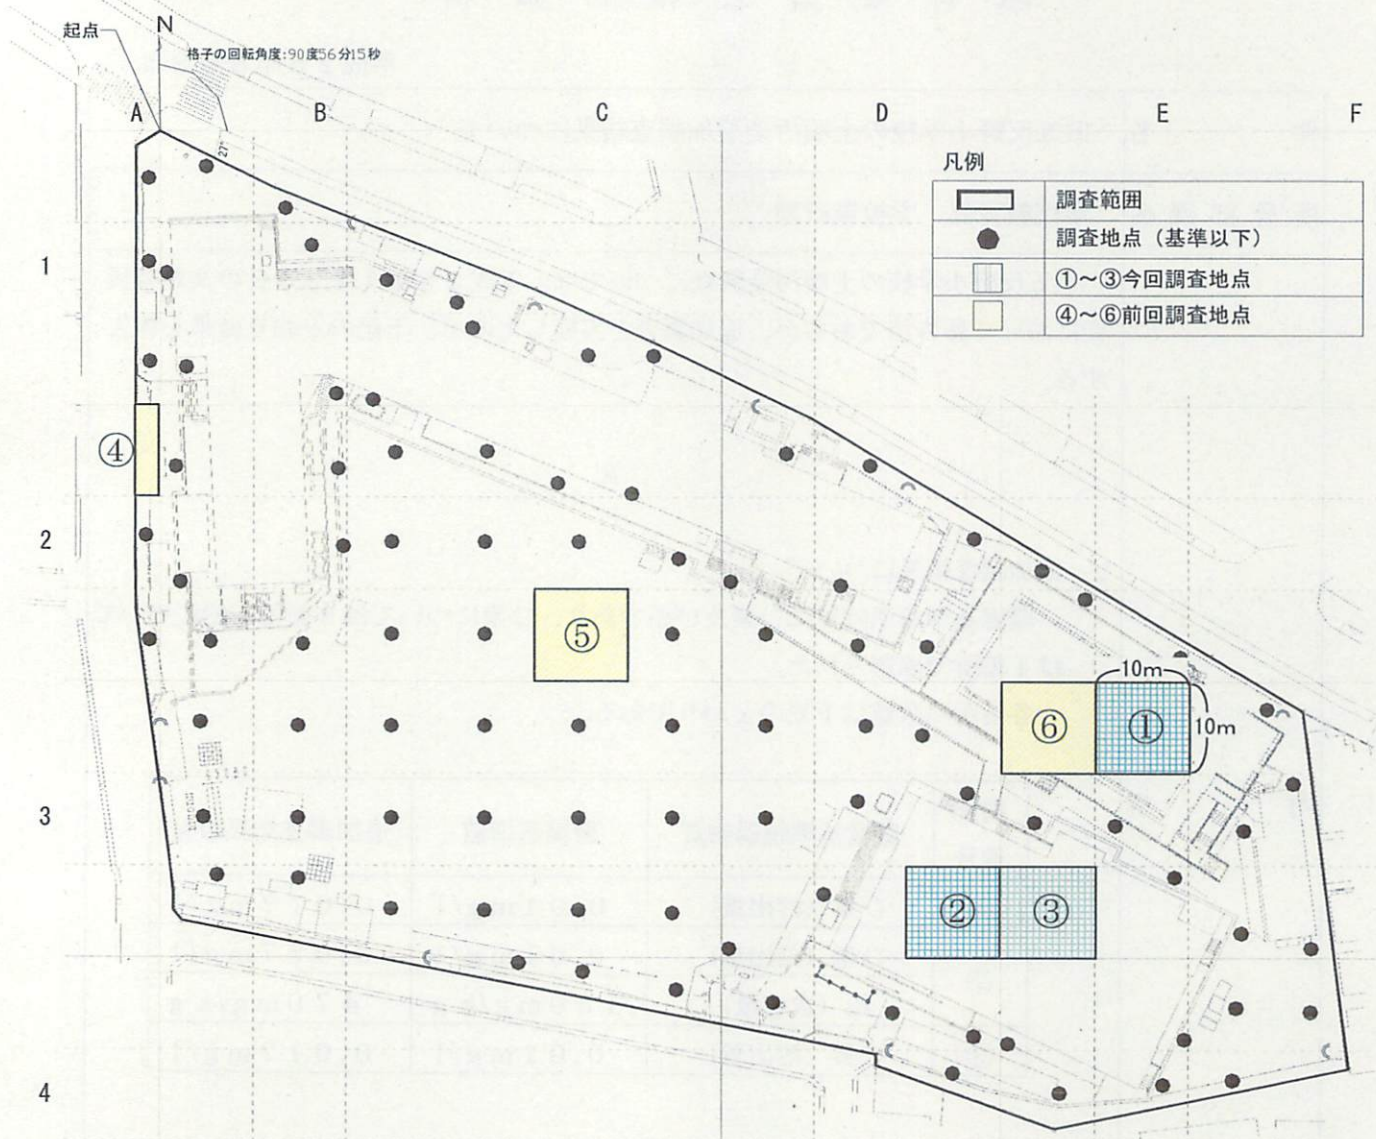 起点
N
格子の回転角度:90度56分15秒
A B C D E F
27°
凡例
調査範囲
調査地点（基準以下）
①～③今回調査地点
④～⑥前回調査地点
1
④
2
⑤
10m
⑥ ① 10m
3
② ③
4